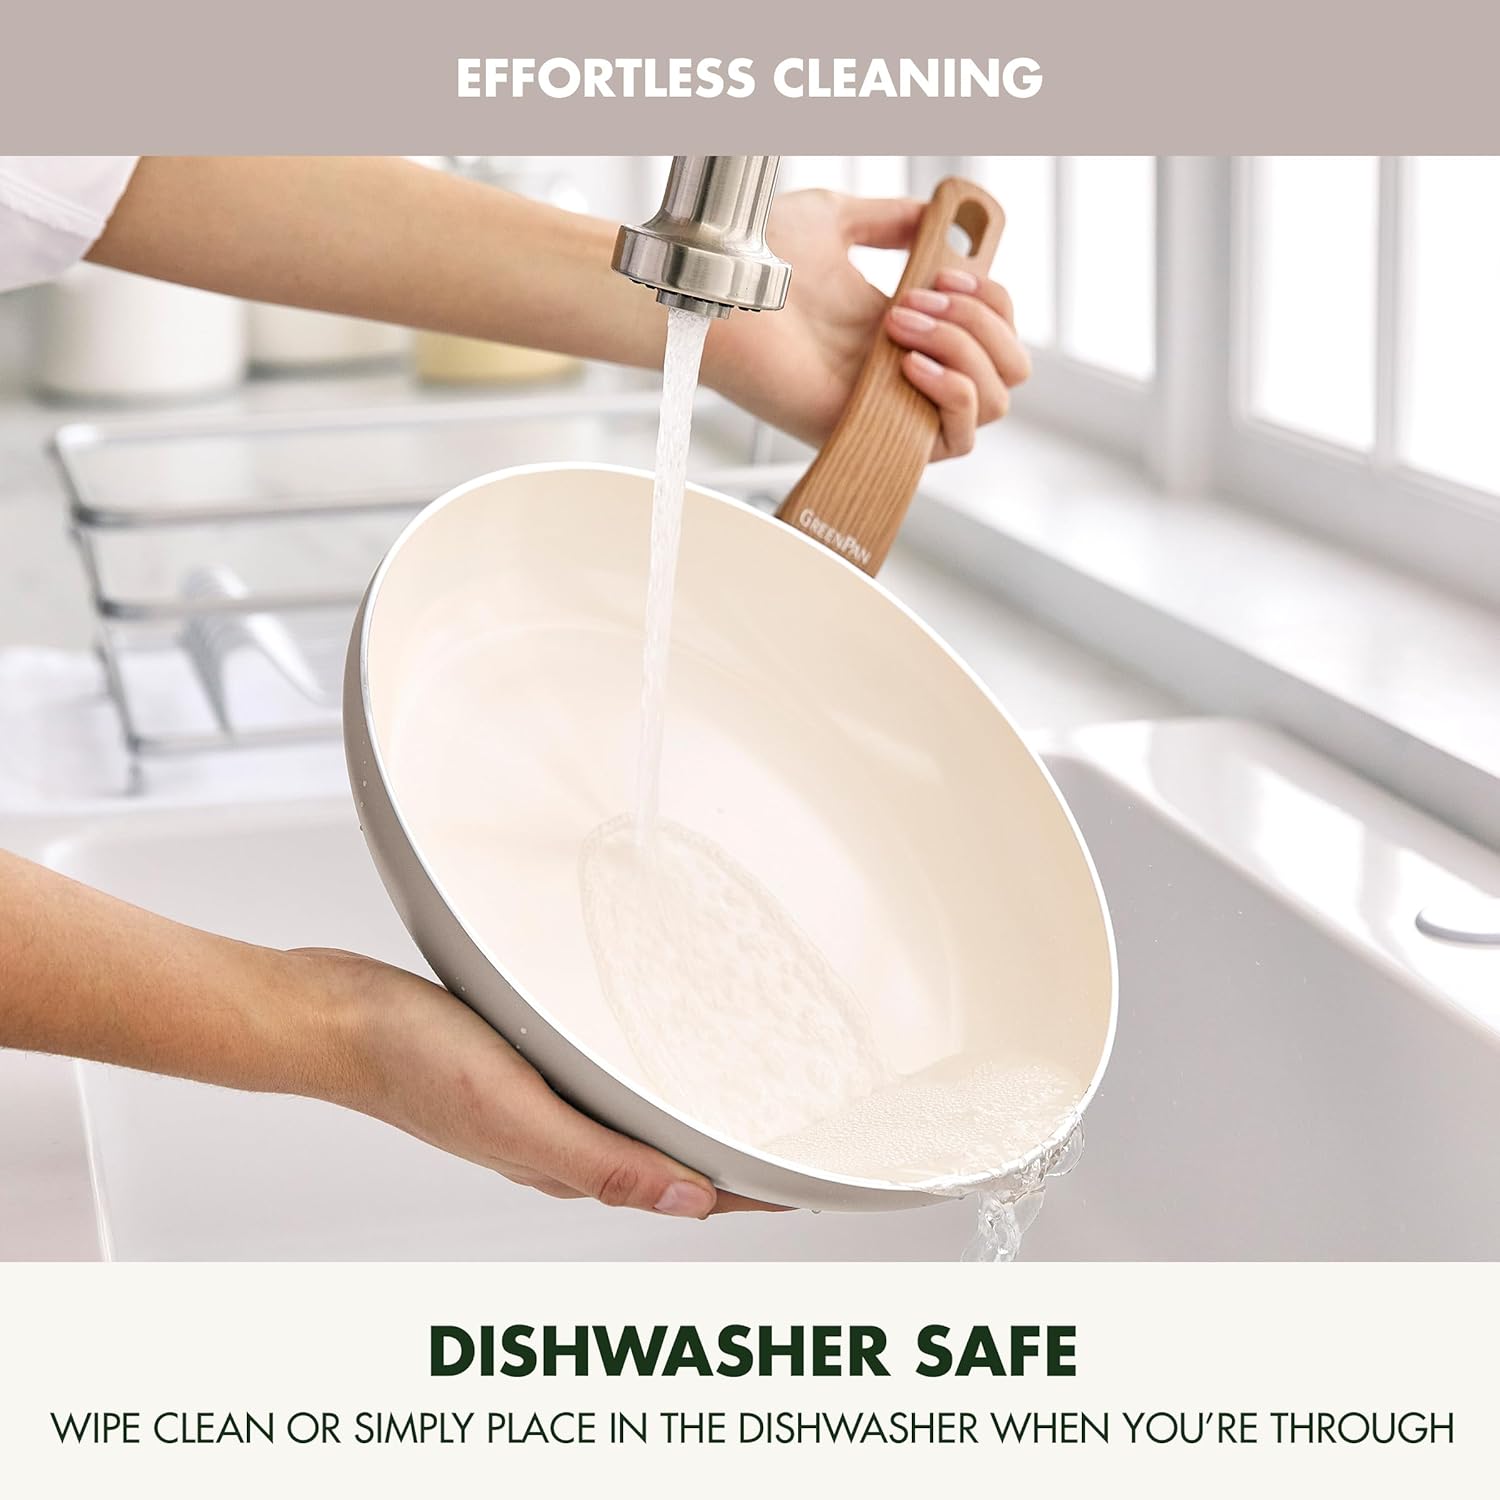 EFFORTLESS CLEANING
GREENPAN
DISHWASHER SAFE
WIPE CLEAN OR SIMPLY PLACE IN THE DISHWASHER WHEN YOU'RE THROUGH